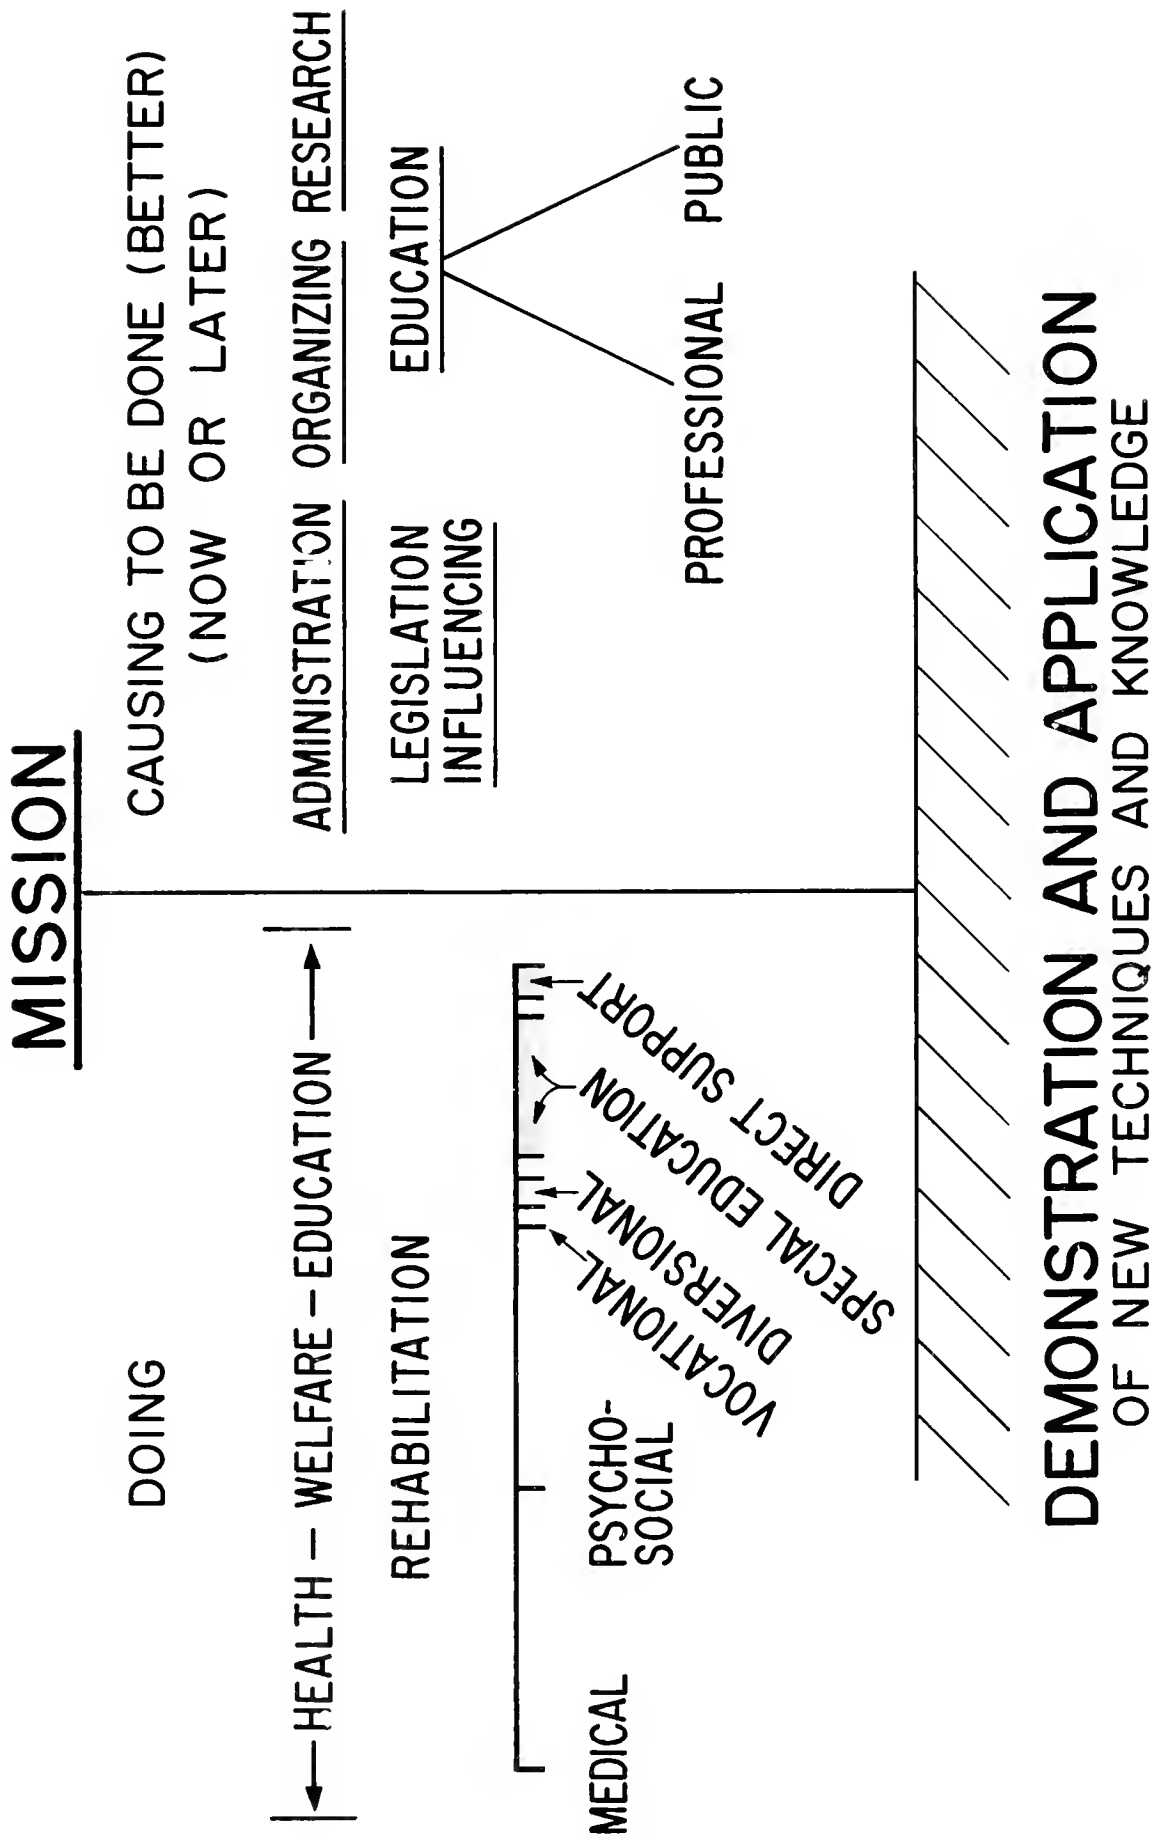 MISSION
DOING
CAUSING TO BE DONE (BETTER)
(NOW OR LATER)
HEALTH – WELFARE – EDUCATION
ADMINISTRATION ORGANIZING RESEARCH
REHABILITATION
LEGISLATION
INFLUENCING
EDUCATION
MEDICAL
PSYCHO-
SOCIAL
VOCATIONAL
DIVERSIONAL
SPECIAL EDUCATION
DIRECT SUPPORT
PROFESSIONAL PUBLIC
DEMONSTRATION AND APPLICATION
OF NEW TECHNIQUES AND KNOWLEDGE